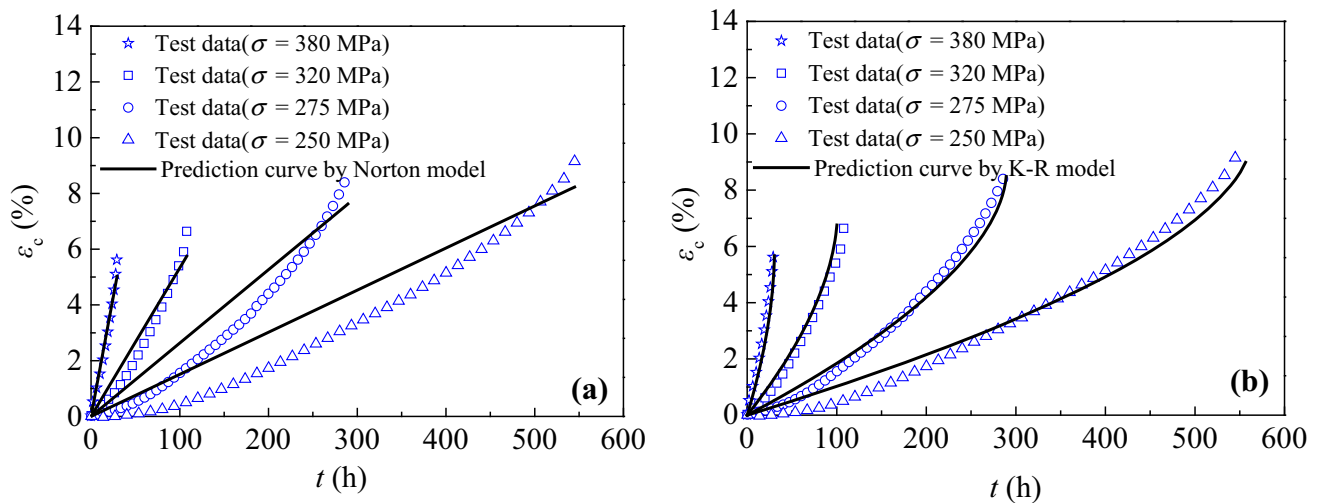 14
12
10
8
6
4
2
0
ε_c (%)
Test data(σ = 380 MPa)
Test data(σ = 320 MPa)
Test data(σ = 275 MPa)
Test data(σ = 250 MPa)
Prediction curve by Norton model
(a)
0 100 200 300 400 500 600
t (h)
14
12
10
8
6
4
2
0
ε_c (%)
Test data(σ = 380 MPa)
Test data(σ = 320 MPa)
Test data(σ = 275 MPa)
Test data(σ = 250 MPa)
Prediction curve by K-R model
(b)
0 100 200 300 400 500 600
t (h)